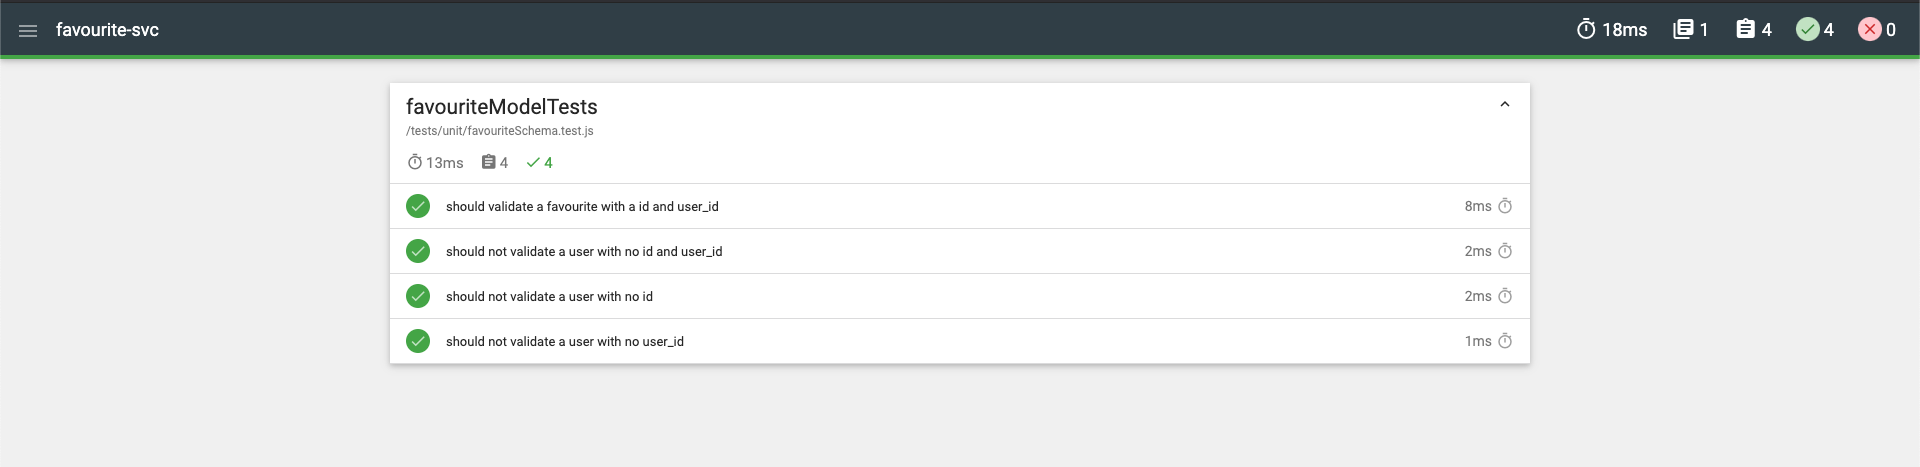 favourite-svc 18ms 1 4 4 0
favouriteModelTests
/tests/unit/favouriteSchema.test.js
13ms 4 4
should validate a favourite with a id and user_id 8ms
should not validate a user with no id and user_id 2ms
should not validate a user with no id 2ms
should not validate a user with no user_id 1ms